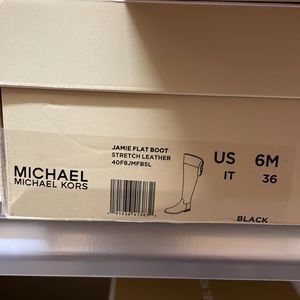 JAMIE FLAT BOOT
STRETCH LEATHER
40F8JMFB5L
US 6M
IT 36
MICHAEL
MICHAEL KORS
BLACK